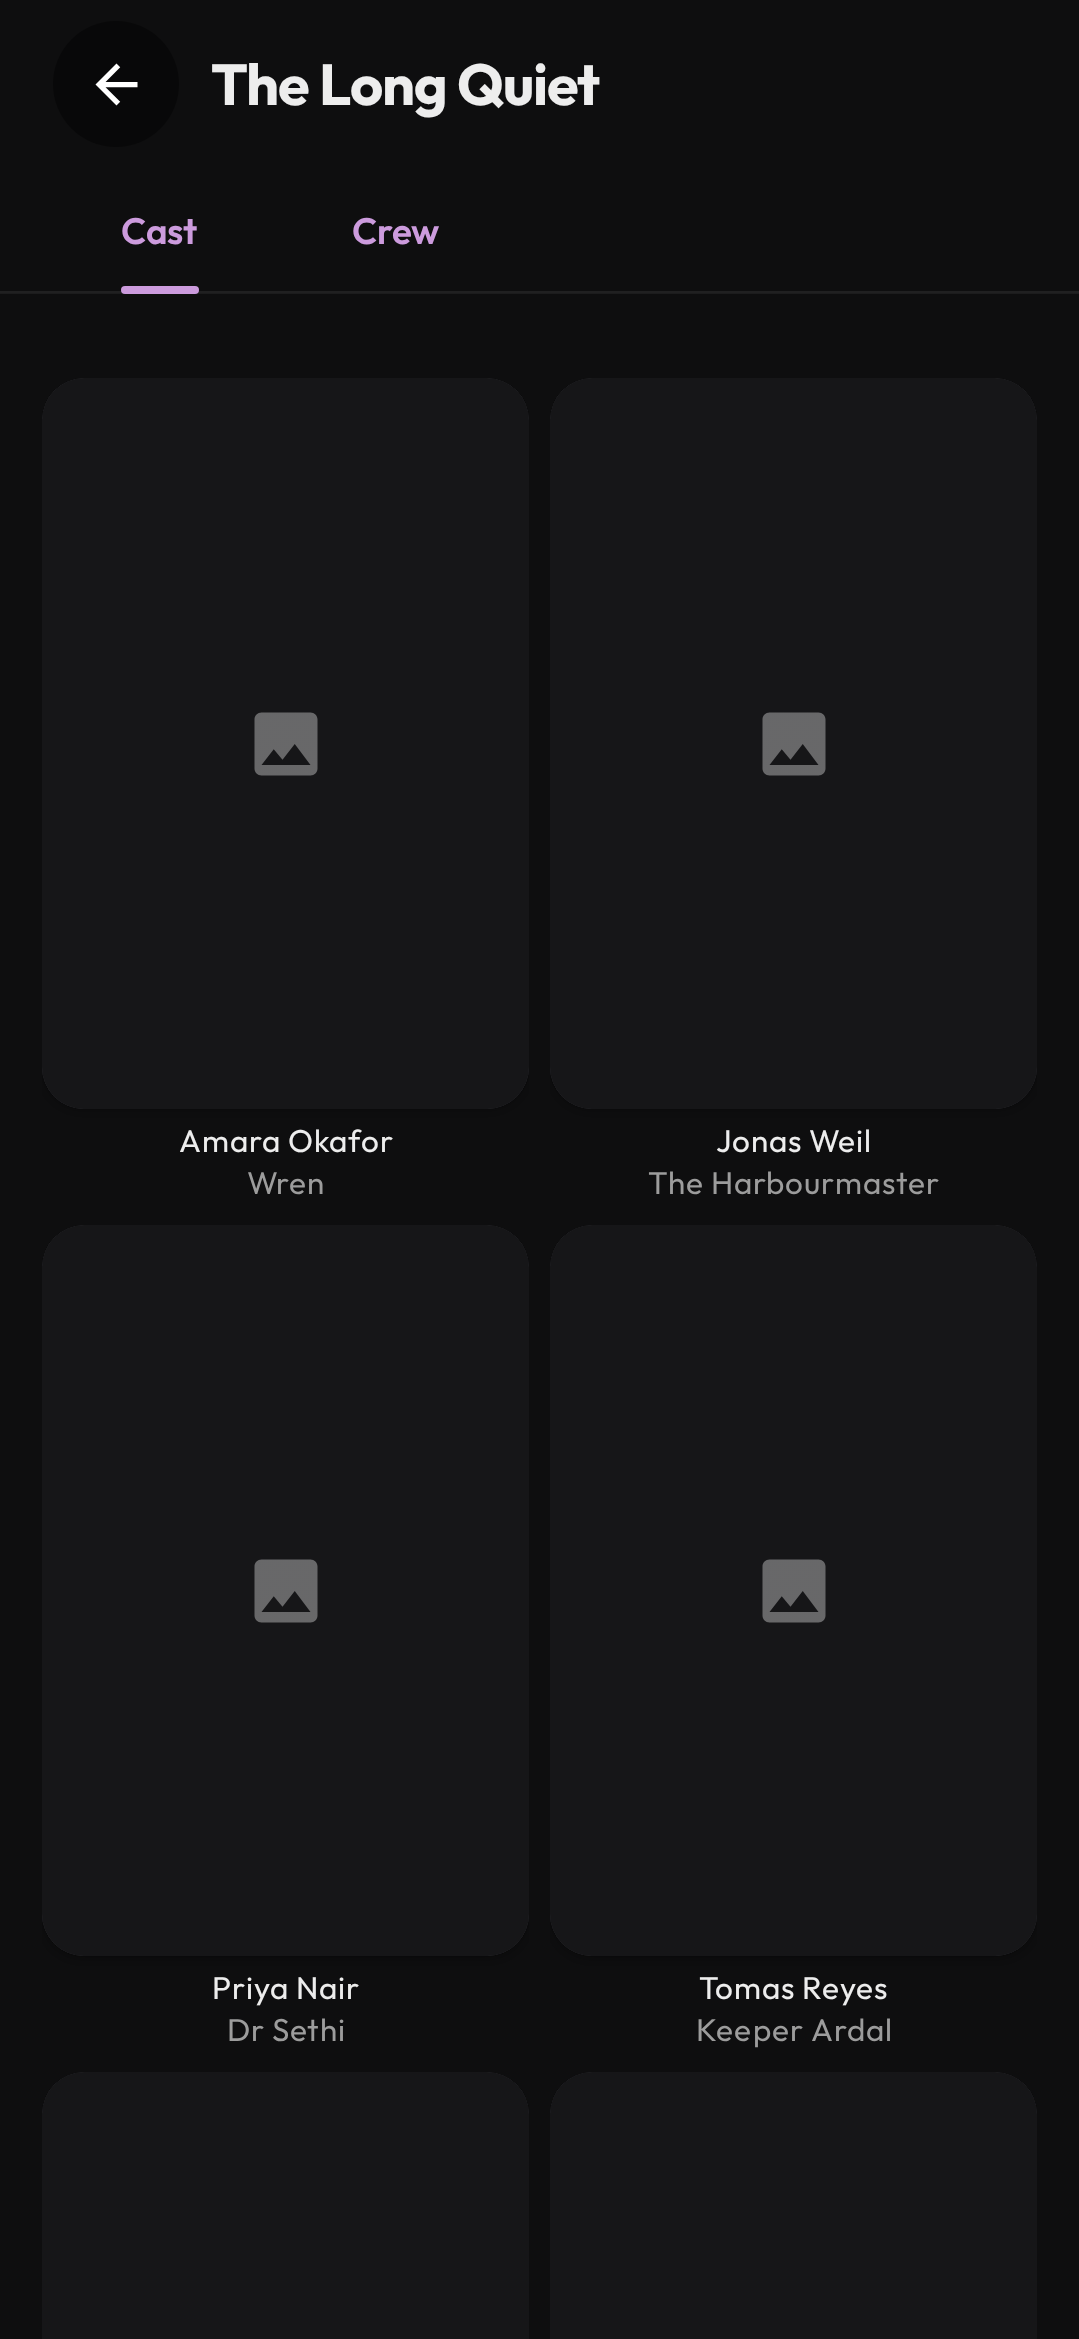 The Long Quiet
Cast
Crew
Amara Okafor
Wren
Jonas Weil
The Harbourmaster
Priya Nair
Dr Sethi
Tomas Reyes
Keeper Ardal